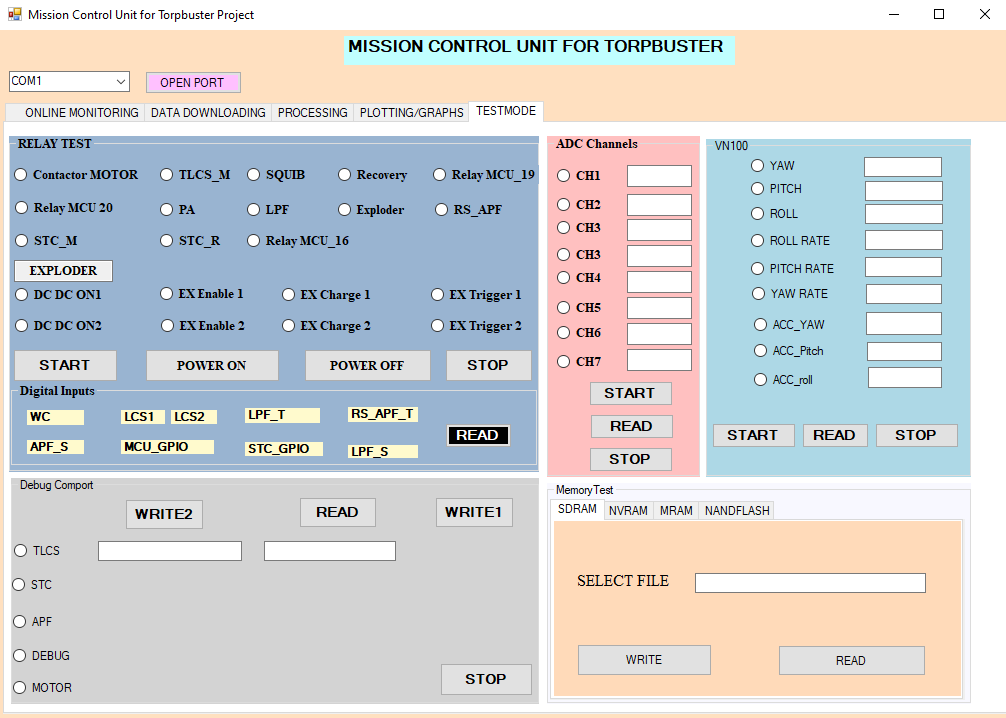 Mission Control Unit for Torpbuster Project
MISSION CONTROL UNIT FOR TORPBUSTER
COM1
OPEN PORT
ONLINE MONITORING
DATA DOWNLOADING
PROCESSING
PLOTTING/GRAPHS
TESTMODE
RELAY TEST
Contactor MOTOR
TLCS_M
SQUIB
Recovery
Relay MCU_19
Relay MCU 20
PA
LPF
Exploder
RS_APF
STC_M
STC_R
Relay MCU_16
EXPLODER
DC DC ON1
EX Enable 1
EX Charge 1
EX Trigger 1
DC DC ON2
EX Enable 2
EX Charge 2
EX Trigger 2
START
POWER ON
POWER OFF
STOP
Digital Inputs
WC
LCS1
LCS2
LPF_T
RS_APF_T
READ
APF_S
MCU_GPIO
STC_GPIO
LPF_S
ADC Channels
CH1
CH2
CH3
CH3
CH4
CH5
CH6
CH7
START
READ
STOP
VN100
YAW
PITCH
ROLL
ROLL RATE
PITCH RATE
YAW RATE
ACC_YAW
ACC_Pitch
ACC_roll
START
READ
STOP
Debug Comport
WRITE2
READ
WRITE1
TLCS
STC
APF
DEBUG
MOTOR
STOP
MemoryTest
SDRAM
NVRAM
MRAM
NANDFLASH
SELECT FILE
WRITE
READ